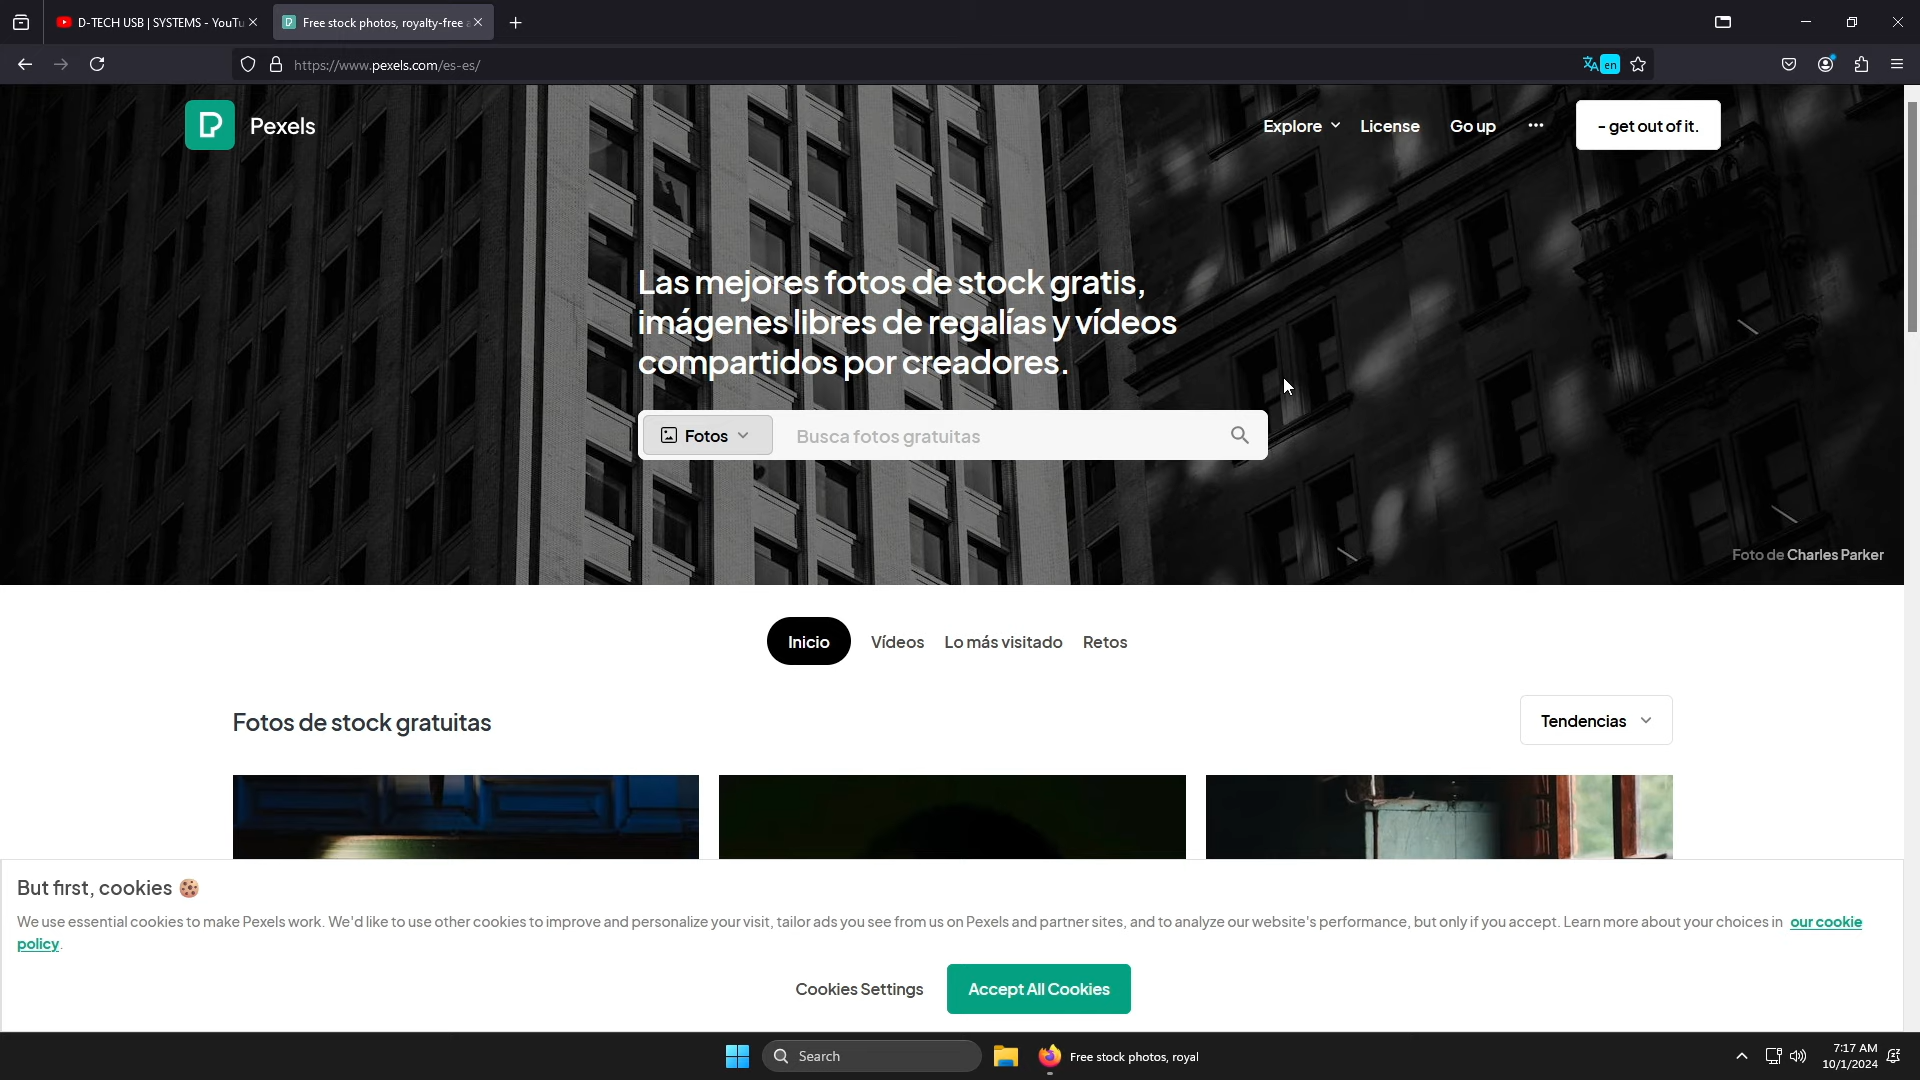 D-TECH USB | SYSTEMS - YouTu
Free stock photos, royalty-free a
https://www.pexels.com/es-es/
en
Pexels
Explore
License
Go up
- get out of it.
Las mejores fotos de stock gratis,
imágenes libres de regalías y vídeos
compartidos por creadores.
Fotos
Busca fotos gratuitas
Foto de Charles Parker
Inicio
Vídeos
Lo más visitado
Retos
Fotos de stock gratuitas
Tendencias
But first, cookies 🍪
We use essential cookies to make Pexels work. We'd like to use other cookies to improve and personalize your visit, tailor ads you see from us on Pexels and partner sites, and to analyze our website's performance, but only if you accept. Learn more about your choices in our cookie
policy.
Cookies Settings
Accept All Cookies
Search
Free stock photos, royal
7:17 AM
10/1/2024